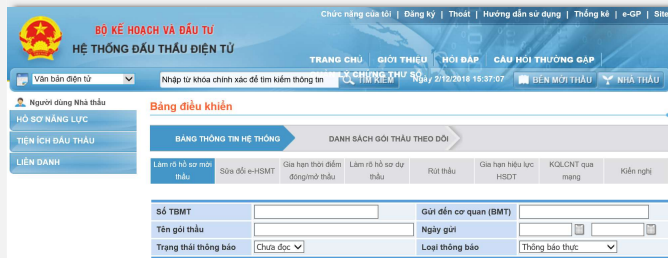 Chức năng của tôi | Đăng ký | Thoát | Hướng dẫn sử dụng | Thống kê | e-GP | Site
BỘ KẾ HOẠCH VÀ ĐẦU TƯ
HỆ THỐNG ĐẤU THẦU ĐIỆN TỬ
TRANG CHỦ GIỚI THIỆU HỎI ĐÁP CÂU HỎI THƯỜNG GẶP
CHỨNG THƯ SỐ
Văn bản điện tử Nhập từ khóa chính xác để tìm kiếm thông tin TÌM KIẾM Ngày 2/12/2018 15:37:07 BÊN MỜI THẦU NHÀ THẦU
Người dùng Nhà thầu
HỒ SƠ NĂNG LỰC
TIỆN ÍCH ĐẤU THẦU
LIÊN DANH
Bảng điều khiển
BẢNG THÔNG TIN HỆ THỐNG DANH SÁCH GÓI THẦU THEO DÕI
Làm rõ hồ sơ mời thầu
Sửa đổi e-HSMT
Gia hạn thời điểm đóng/mở thầu
Làm rõ hồ sơ dự thầu
Rút thầu
Gia hạn hiệu lực HSDT
KQLCNT qua mạng
Kiến nghị
Số TBMT Gửi đến cơ quan (BMT)
Tên gói thầu Ngày gửi
Trạng thái thông báo Chưa đọc Loại thông báo Thông báo thực